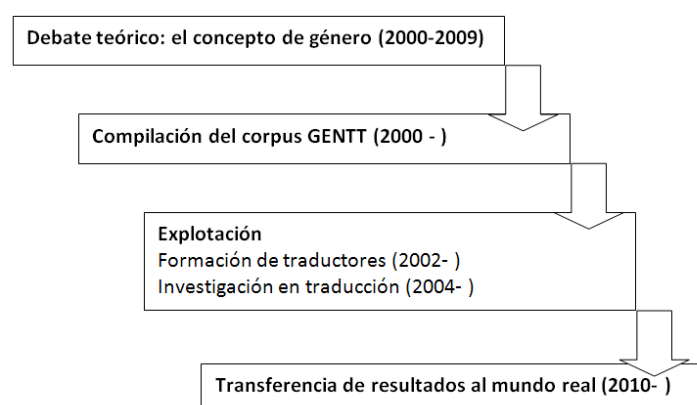 Debate teórico: el concepto de género (2000-2009)
Compilación del corpus GENTT (2000 - )
Explotación
Formación de traductores (2002- )
Investigación en traducción (2004- )
Transferencia de resultados al mundo real (2010- )